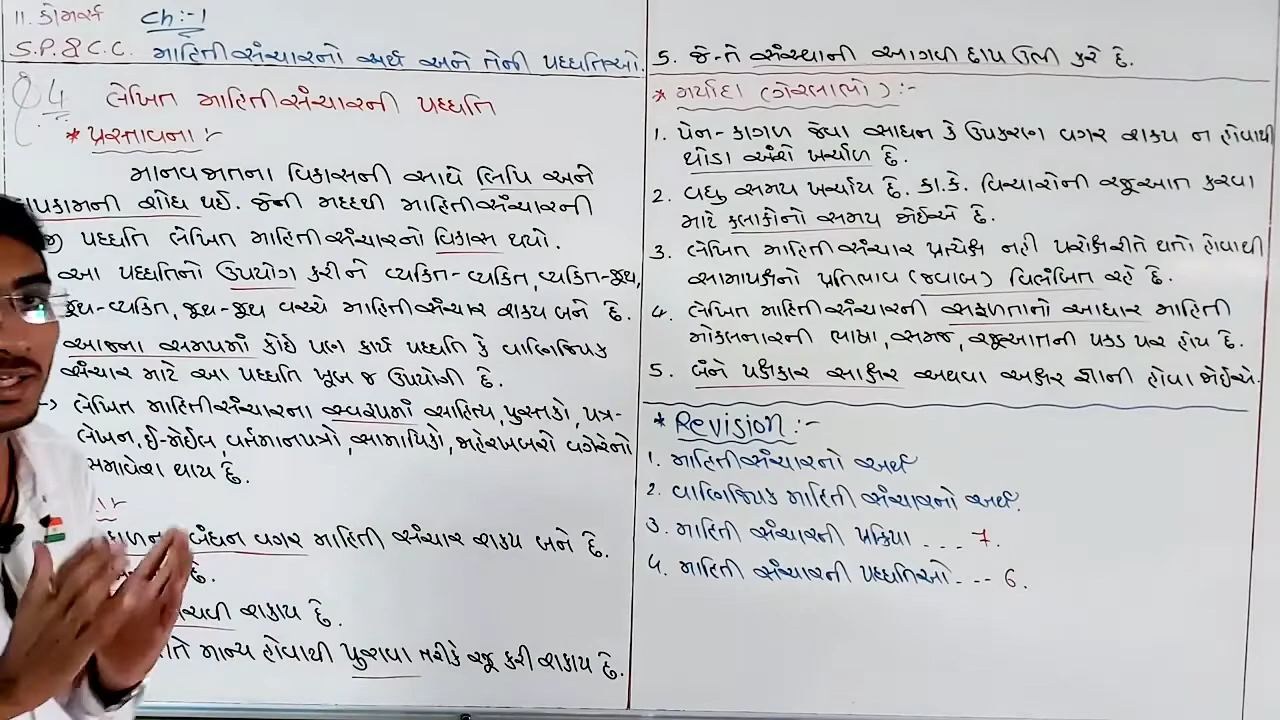 11. કોમર્સ Ch:-1
S.P.&C.C. માહિતીસંચારનો અર્થ અને તેની પધ્ધતિઓ.
4 લેખિત માહિતીસંચારની પધ્ધતિ
* પ્રસ્તાવના :-
માનવજાતના વિકાસની સાથે લિપિ અને
છાપકામની શોધ થઈ. જેની મદદથી માહિતીસંચારની
પધ્ધતિ લેખિત માહિતીસંચારનો વિકાસ થયો.
આ પધ્ધતિનો ઉપયોગ કરીને વ્યકિત-વ્યકિત, વ્યકિત-જૂથ,
જૂથ-વ્યકિત, જૂથ-જૂથ વચ્ચે માહિતીસંચાર શક્ય બને છે.
આજના સમયમાં કોઈ પણ કાર્ય પધ્ધતિ કે વાણિજ્યિક
સંચાર માટે આ પધ્ધતિ ખૂબ જ ઉપયોગી છે.
-> લેખિત માહિતીસંચારના સ્વરૂપમાં સાહિત્ય, પુસ્તકો, પત્ર-
લેખન, ઈ-મેઈલ, વર્તમાનપત્રો, સામાયિકો, જાહેરખબરો વગેરેનો
સમાવેશ થાય છે.
બંધન વગર માહિતી સંચાર શક્ય બને છે.
છે.
શકાય છે.
માન્ય હોવાથી પુરાવા તરીકે રજૂ કરી શકાય છે.
5. જે-તે સંસ્થાની આગવી છાપ ઉભી કરે છે.
* મર્યાદા (ગેરલાભો) :-
1. પેન-કાગળ જેવા સાધન કે ઉપકરણ વગર શક્ય ન હોવાથી
થોડા અંશે ખર્ચાળ છે.
2. વધુ સમય ખર્ચાય છે. કા.કે. વિચારોની રજૂઆત કરવા
માટે કલાકોનો સમય જોઈએ છે.
3. લેખિત માહિતીસંચાર પ્રત્યેક્ષ નહી પરોક્ષરીતે થતો હોવાથી
સામાપક્ષનો પ્રતિભાવ (જવાબ) વિલંબિત રહે છે.
4. લેખિત માહિતીસંચારની સફળતાનો આધાર માહિતી
મોકલનારની ભાષા, સમજ, રજૂઆતની પકડ પર હોય છે.
5. બંને પક્ષકાર સાક્ષર અથવા અક્ષર જ્ઞાની હોવા જોઈએ.
* Revision :-
1. માહિતીસંચારનો અર્થ
2. વાણિજ્યિક માહિતી સંચારનો અર્થ.
3. માહિતી સંચારની પ્રક્રિયા ... 7.
4. માહિતી સંચારની પધ્ધતિઓ --- 6.